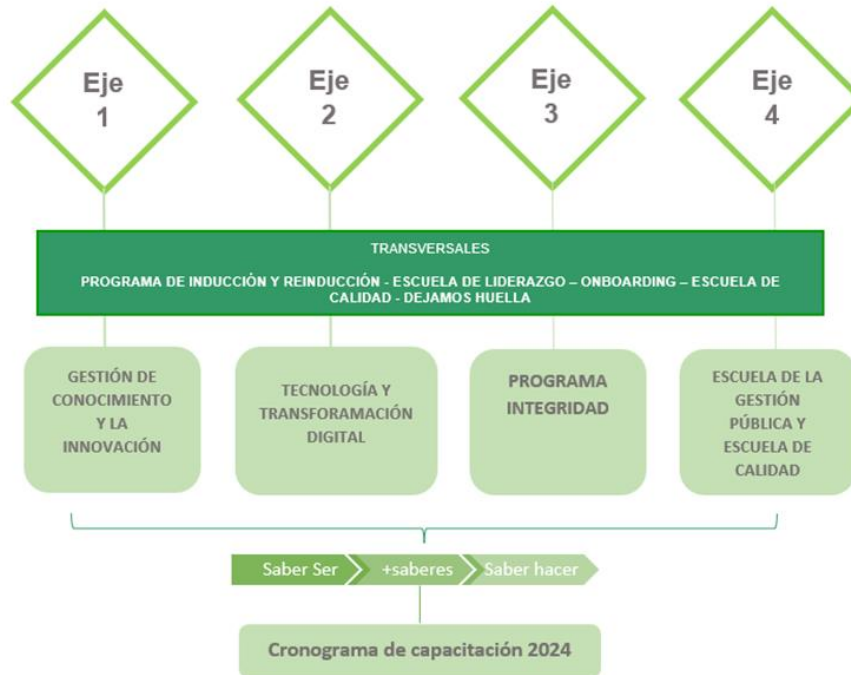 Eje
1
Eje
2
Eje
3
Eje
4
TRANSVERSALES
PROGRAMA DE INDUCCIÓN Y REINDUCCIÓN - ESCUELA DE LIDERAZGO – ONBOARDING – ESCUELA DE
CALIDAD - DEJAMOS HUELLA
GESTIÓN DE
CONOCIMIENTO
Y LA
INNOVACIÓN
TECNOLOGÍA Y
TRANSFORAMACIÓN
DIGITAL
PROGRAMA
INTEGRIDAD
ESCUELA DE LA
GESTIÓN
PÚBLICA Y
ESCUELA DE
CALIDAD
Saber Ser
+saberes
Saber hacer
Cronograma de capacitación 2024